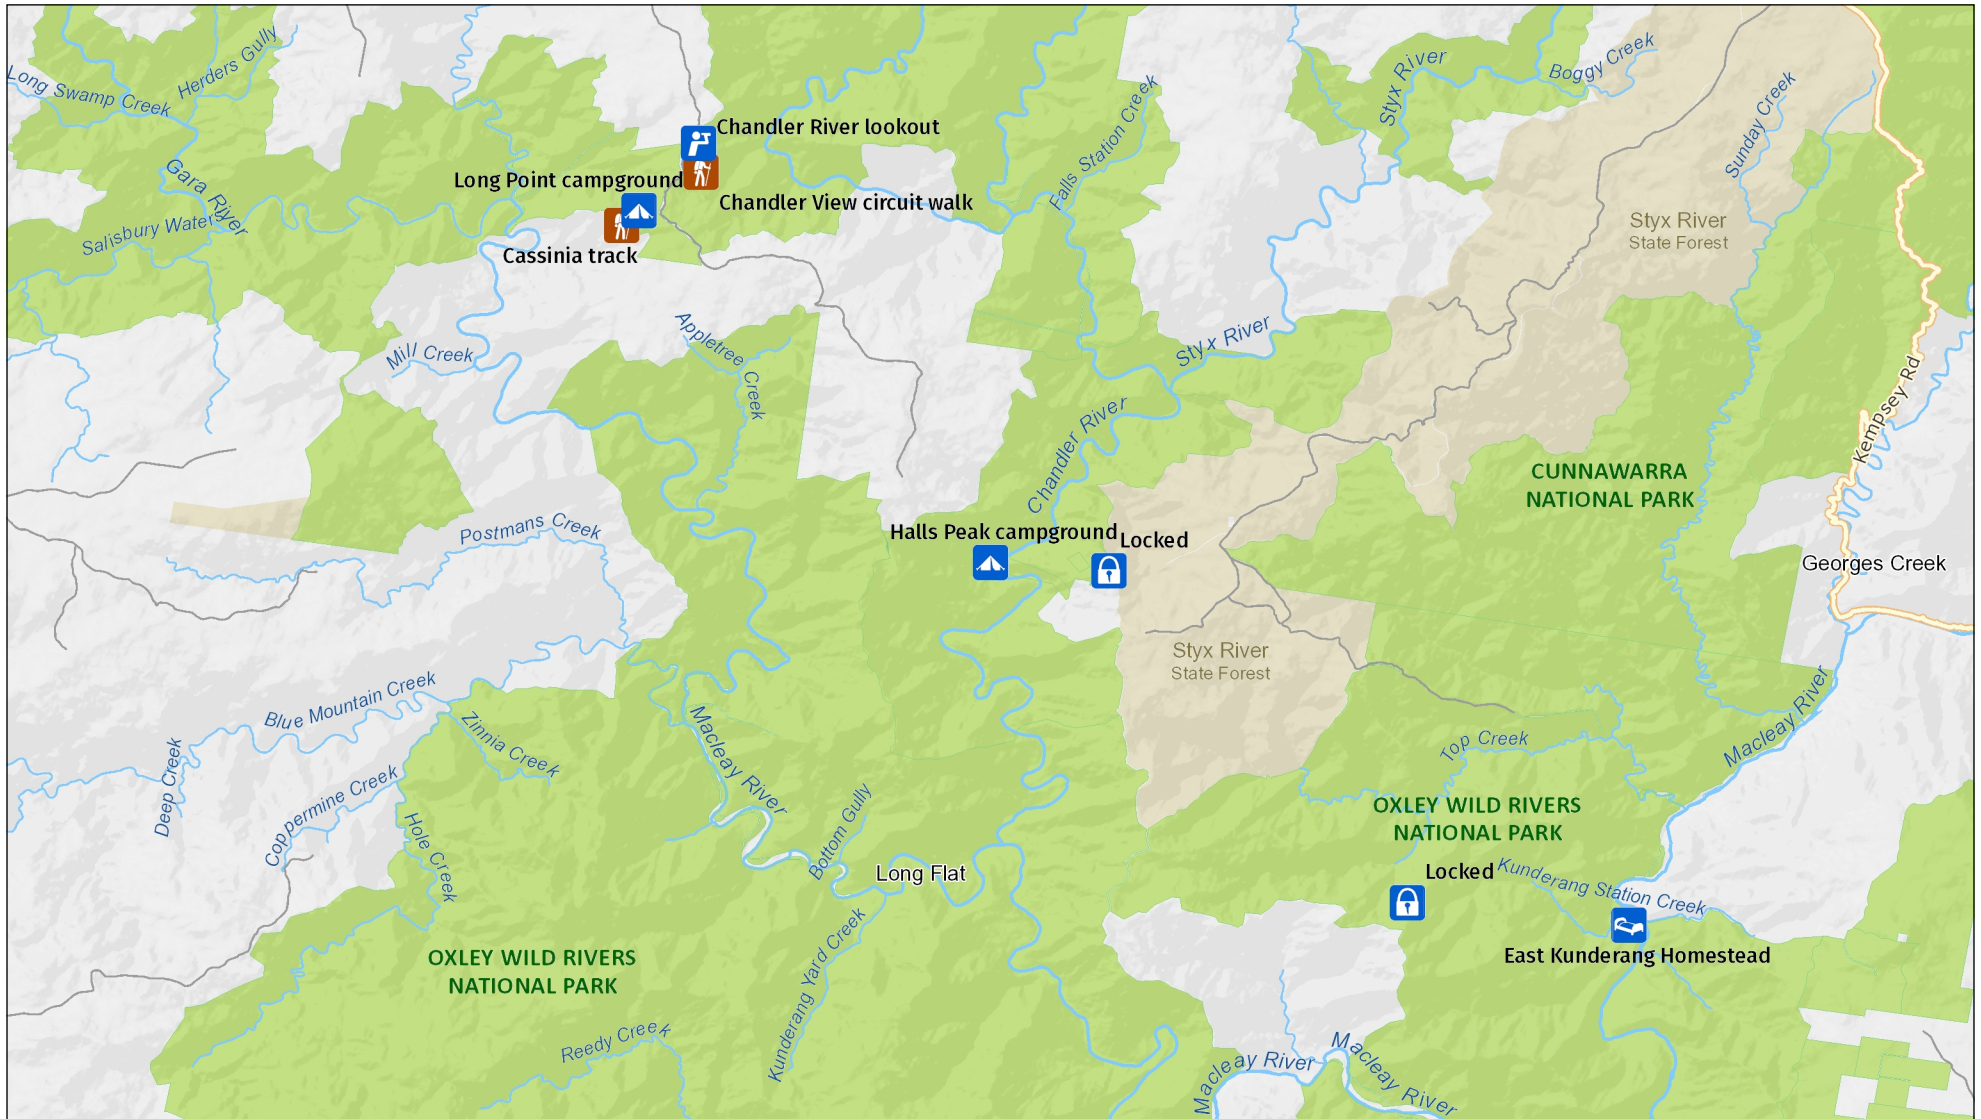 Herders Gully
Long Swamp Creek
Styx River
Boggy Creek
Sunday Creek
Falls Station Creek
Chandler River lookout
Gara River
Long Point campground
Chandler View circuit walk
Salisbury Water
Cassinia track
Styx River
State Forest
Appletree Creek
Mill Creek
Styx River
Kempsey Rd
Chandler River
CUNNAWARRA
NATIONAL PARK
Postmans Creek
Halls Peak campground
Locked
Georges Creek
Styx River
State Forest
Blue Mountain Creek
Zinnia Creek
Macleay River
Macleay River
Top Creek
Deep Creek
Coppermine Creek
Hole Creek
Bottom Gully
OXLEY WILD RIVERS
NATIONAL PARK
Long Flat
Locked
Kunderang Station Creek
East Kunderang Homestead
OXLEY WILD RIVERS
NATIONAL PARK
Kunderang Yard Creek
Reedy Creek
Macleay River
Macleay River